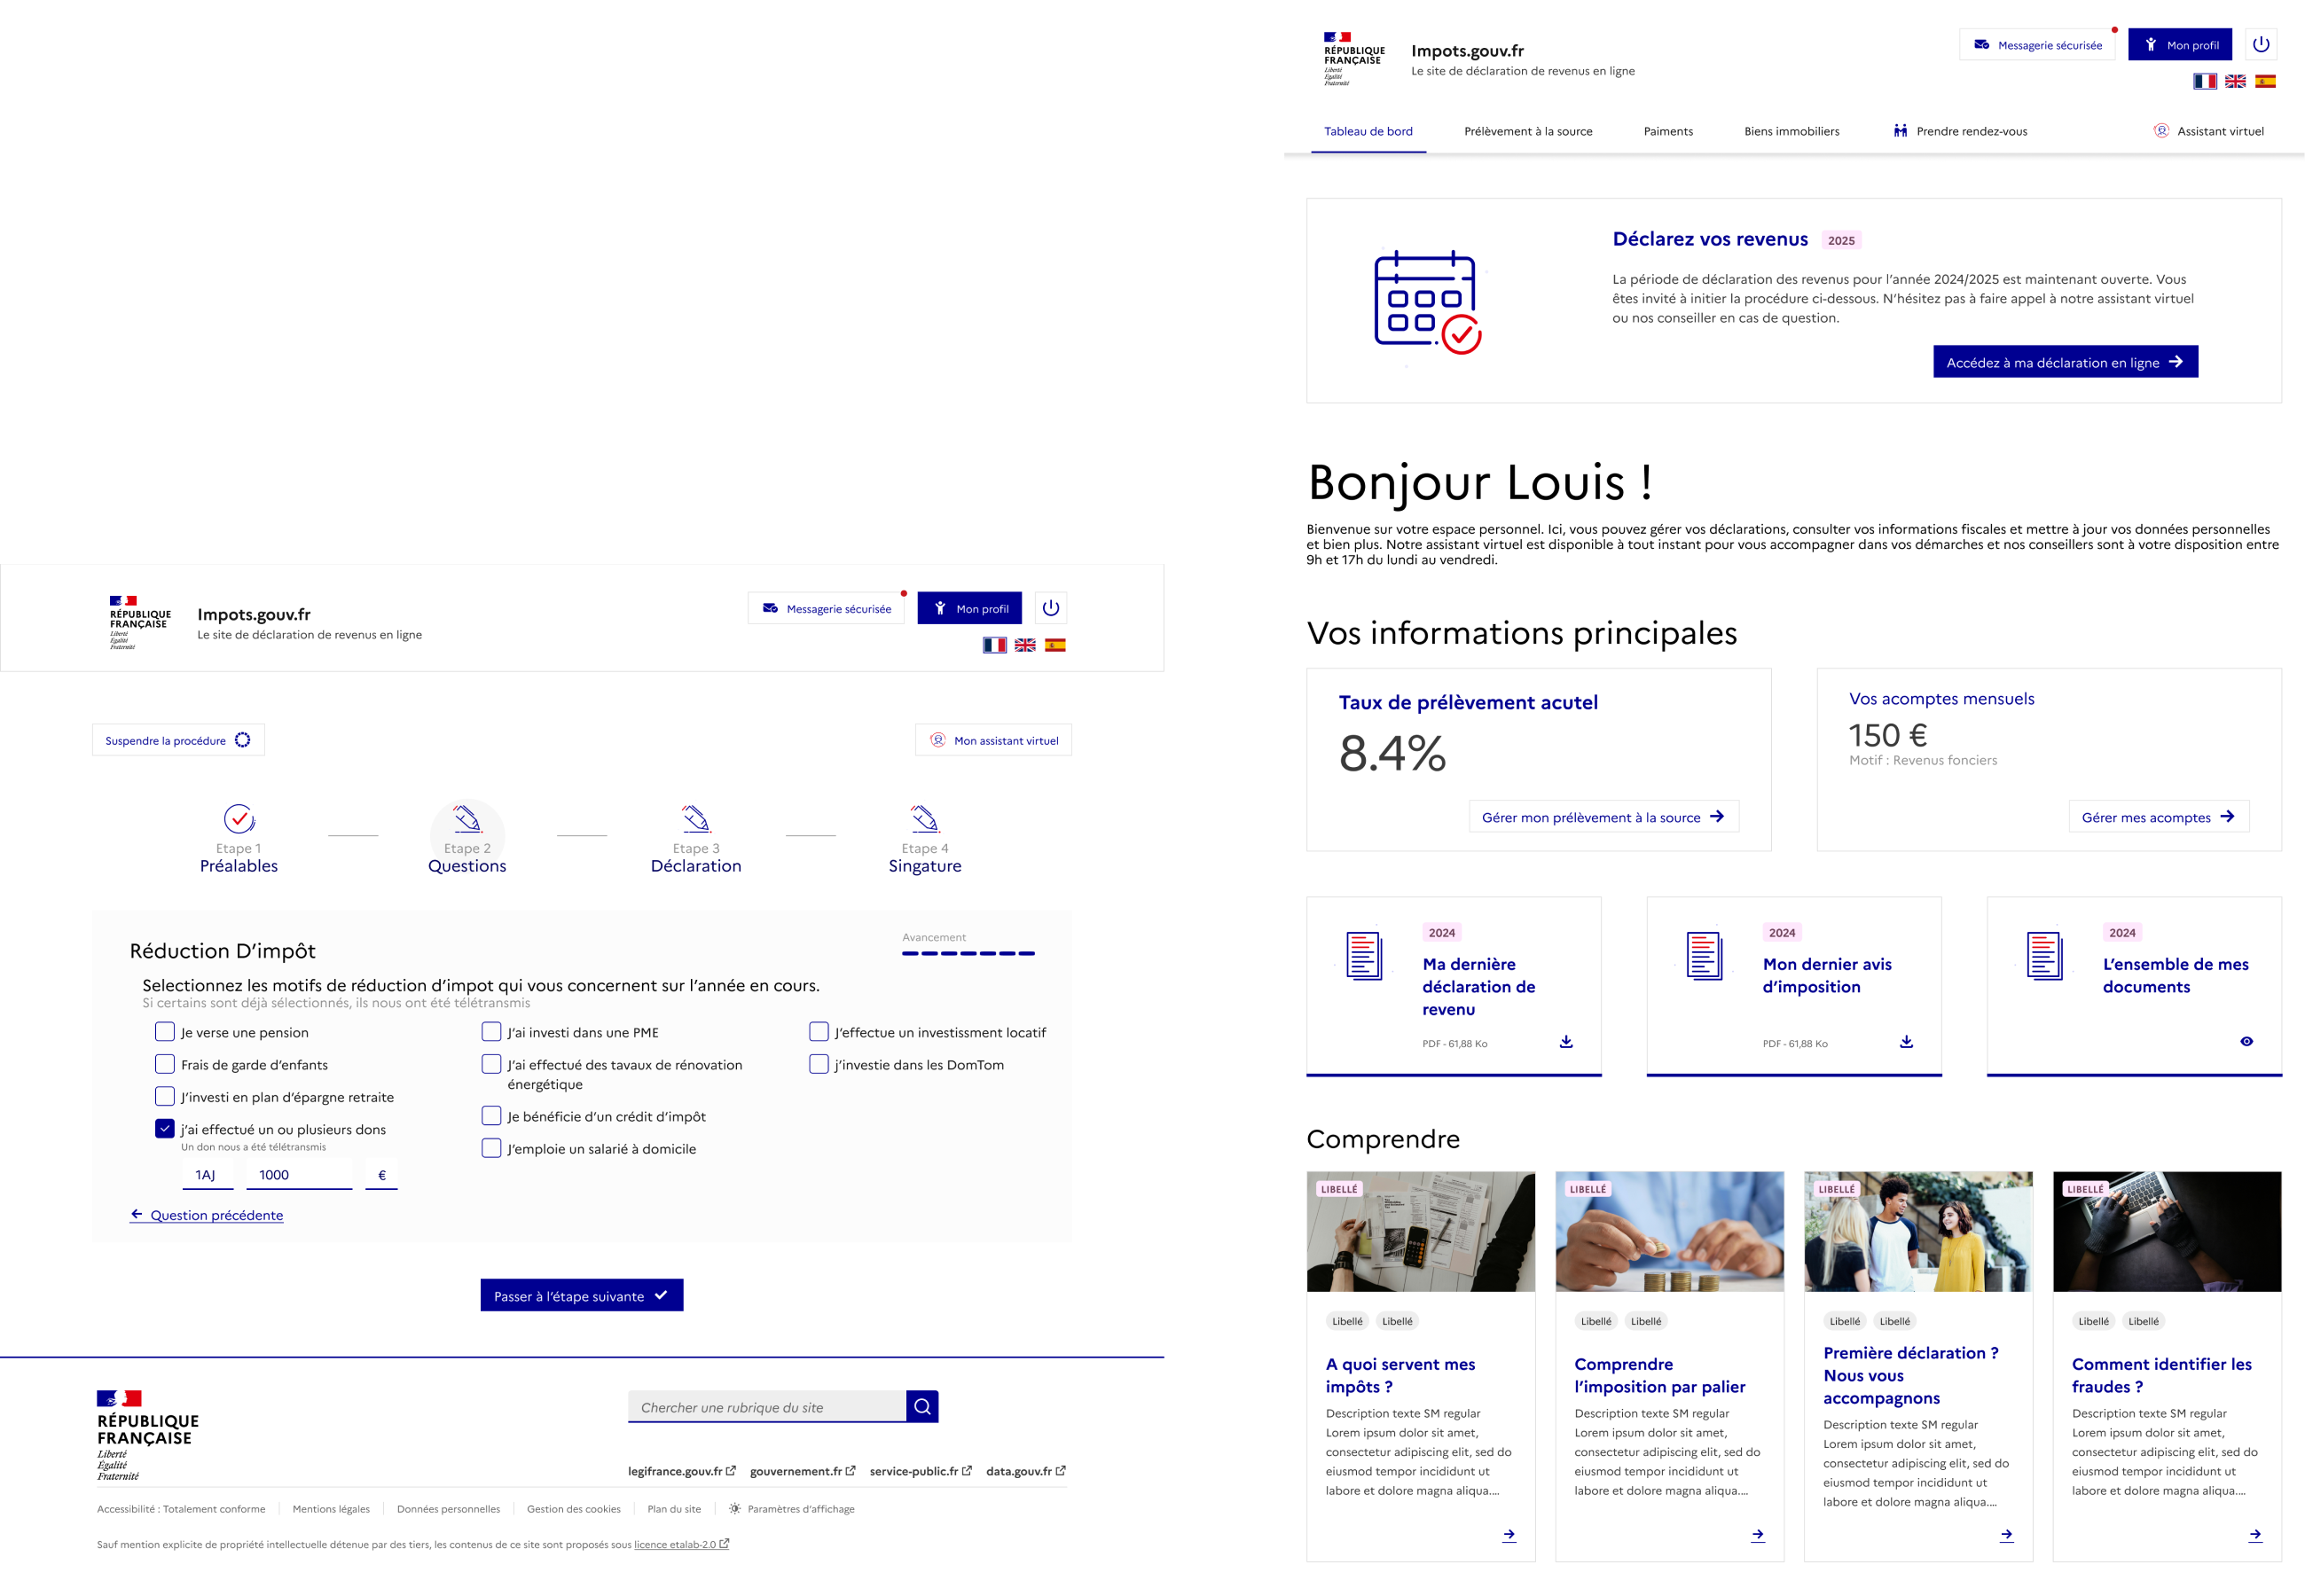 RÉPUBLIQUE
FRANÇAISE
Liberté
Égalité
Fraternité
Impots.gouv.fr
Le site de déclaration de revenus en ligne
Messagerie sécurisée
Mon profil
Suspendre la procédure
Mon assistant virtuel
Etape 1
Préalables
Etape 2
Questions
Etape 3
Déclaration
Etape 4
Singature
Réduction D’impôt
Avancement
Selectionnez les motifs de réduction d’impot qui vous concernent sur l’année en cours.
Si certains sont déjà sélectionnés, ils nous ont été télétransmis
Je verse une pension
Frais de garde d’enfants
J’investi en plan d’épargne retraite
j’ai effectué un ou plusieurs dons
Un don nous a été télétransmis
1AJ
1000
€
J’ai investi dans une PME
J’ai effectué des tavaux de rénovation
énergétique
Je bénéficie d’un crédit d’impôt
J’emploie un salarié à domicile
J’effectue un investissment locatif
j’investie dans les DomTom
Question précédente
Passer à l’étape suivante
RÉPUBLIQUE
FRANÇAISE
Liberté
Égalité
Fraternité
Chercher une rubrique du site
legifrance.gouv.fr
gouvernement.fr
service-public.fr
data.gouv.fr
Accessibilité : Totalement conforme
Mentions légales
Données personnelles
Gestion des cookies
Plan du site
Paramètres d’affichage
Sauf mention explicite de propriété intellectuelle détenue par des tiers, les contenus de ce site sont proposés sous licence etalab-2.0
RÉPUBLIQUE
FRANÇAISE
Liberté
Égalité
Fraternité
Impots.gouv.fr
Le site de déclaration de revenus en ligne
Messagerie sécurisée
Mon profil
Tableau de bord
Prélèvement à la source
Paiments
Biens immobiliers
Prendre rendez-vous
Assistant virtuel
Déclarez vos revenus
2025
La période de déclaration des revenus pour l’année 2024/2025 est maintenant ouverte. Vous
êtes invité à initier la procédure ci-dessous. N’hésitez pas à faire appel à notre assistant virtuel
ou nos conseiller en cas de question.
Accédez à ma déclaration en ligne
Bonjour Louis !
Bienvenue sur votre espace personnel. Ici, vous pouvez gérer vos déclarations, consulter vos informations fiscales et mettre à jour vos données personnelles
et bien plus. Notre assistant virtuel est disponible à tout instant pour vous accompagner dans vos démarches et nos conseillers sont à votre disposition entre
9h et 17h du lundi au vendredi.
Vos informations principales
Taux de prélèvement acutel
8.4%
Gérer mon prélèvement à la source
Vos acomptes mensuels
150 €
Motif : Revenus fonciers
Gérer mes acomptes
2024
Ma dernière
déclaration de
revenu
PDF - 61,88 Ko
2024
Mon dernier avis
d’imposition
PDF - 61,88 Ko
2024
L’ensemble de mes
documents
Comprendre
LIBELLÉ
Libellé
Libellé
A quoi servent mes
impôts ?
Description texte SM regular
Lorem ipsum dolor sit amet,
consectetur adipiscing elit, sed do
eiusmod tempor incididunt ut
labore et dolore magna aliqua....
LIBELLÉ
Libellé
Libellé
Comprendre
l’imposition par palier
Description texte SM regular
Lorem ipsum dolor sit amet,
consectetur adipiscing elit, sed do
eiusmod tempor incididunt ut
labore et dolore magna aliqua....
LIBELLÉ
Libellé
Libellé
Première déclaration ?
Nous vous
accompagnons
Description texte SM regular
Lorem ipsum dolor sit amet,
consectetur adipiscing elit, sed do
eiusmod tempor incididunt ut
labore et dolore magna aliqua....
LIBELLÉ
Libellé
Libellé
Comment identifier les
fraudes ?
Description texte SM regular
Lorem ipsum dolor sit amet,
consectetur adipiscing elit, sed do
eiusmod tempor incididunt ut
labore et dolore magna aliqua....